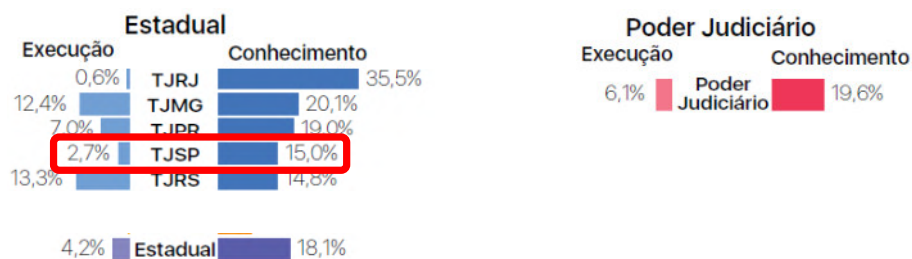 Estadual
Execução Conhecimento
0,6% TJRJ 35,5%
12,4% TJMG 20,1%
7,0% TJPR 19,0%
2,7% TJSP 15,0%
13,3% TJRS 14,8%
4,2% Estadual 18,1%
Poder Judiciário
Execução Conhecimento
6,1% Poder Judiciário 19,6%